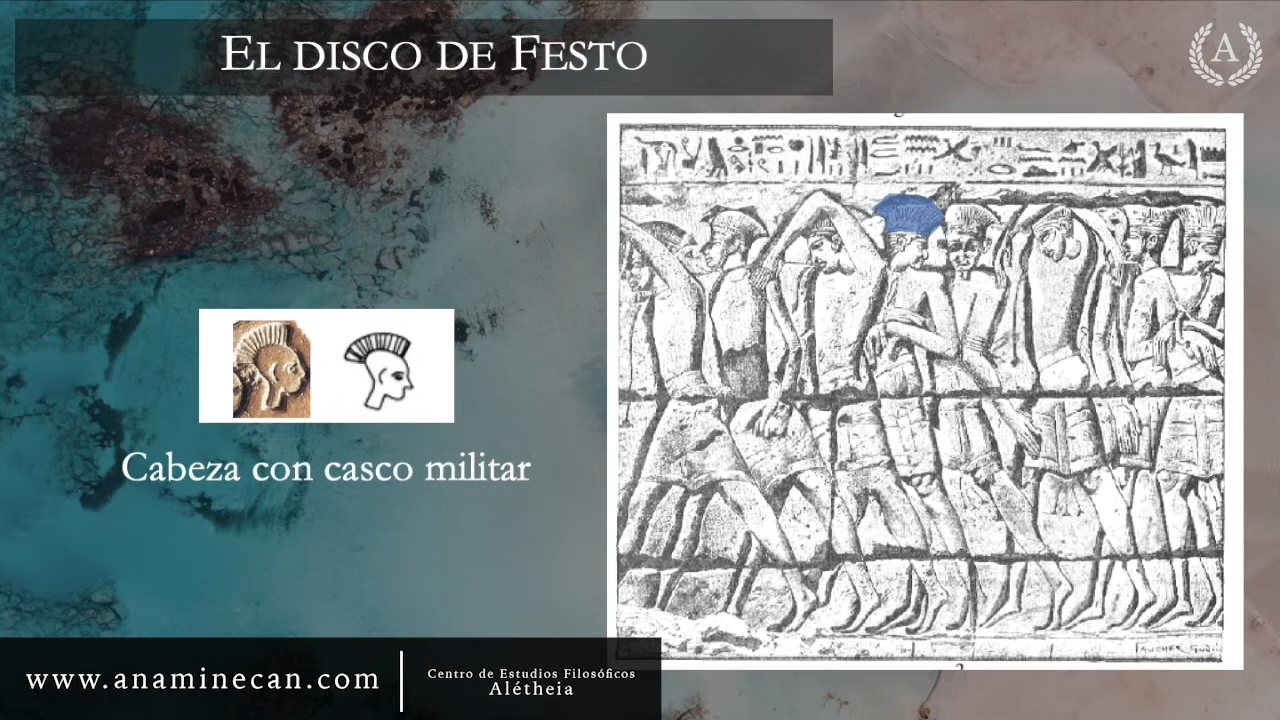 El disco de Festo
A
Cabeza con casco militar
www.anaminecan.com
Centro de Estudios Filosóficos
Alétheia